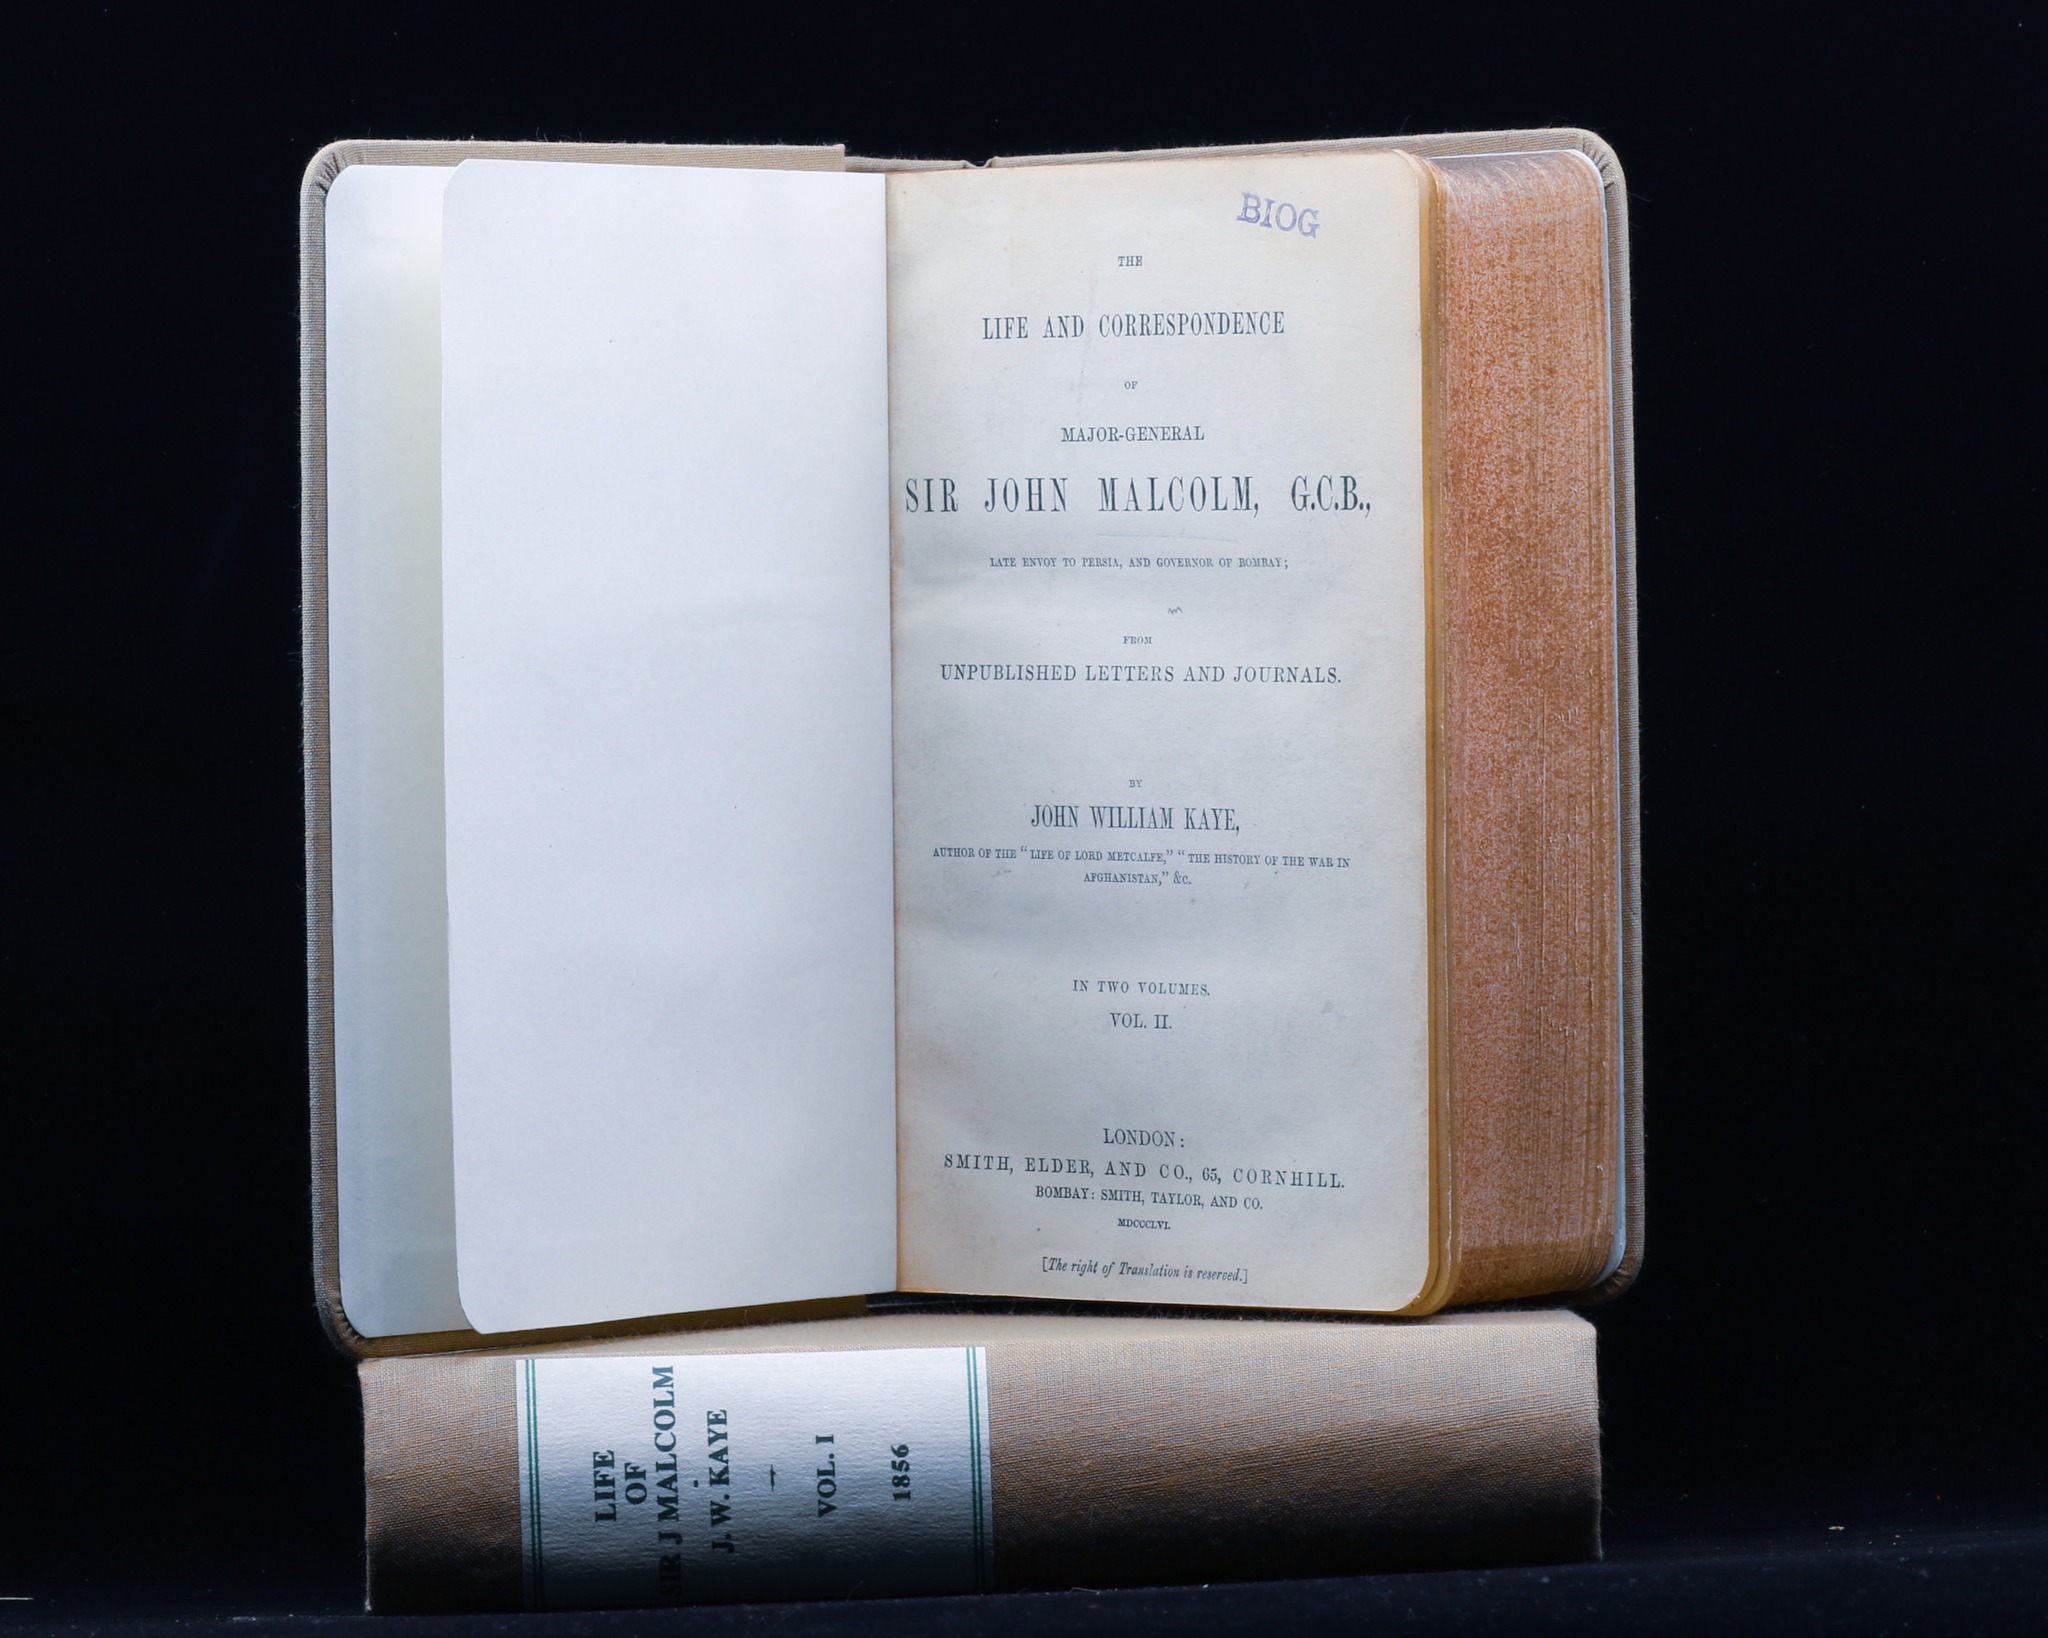 BIOG
THE
LIFE AND CORRESPONDENCE
OF
MAJOR-GENERAL
SIR JOHN MALCOLM, G.C.B.,
LATE ENVOY TO PERSIA, AND GOVERNOR OF BOMBAY;
FROM
UNPUBLISHED LETTERS AND JOURNALS.
BY
JOHN WILLIAM KAYE,
AUTHOR OF THE “ LIFE OF LORD METCALFE,” “ THE HISTORY OF THE WAR IN
AFGHANISTAN,” &C.
IN TWO VOLUMES.
VOL. II.
LONDON:
SMITH, ELDER, AND CO., 65, CORNHILL.
BOMBAY: SMITH, TAYLOR, AND CO.
MDCCCLVI.
[The right of Translation is reserved.]
LIFE
OF
SIR J MALCOLM
J. W. KAYE
VOL. I
1856